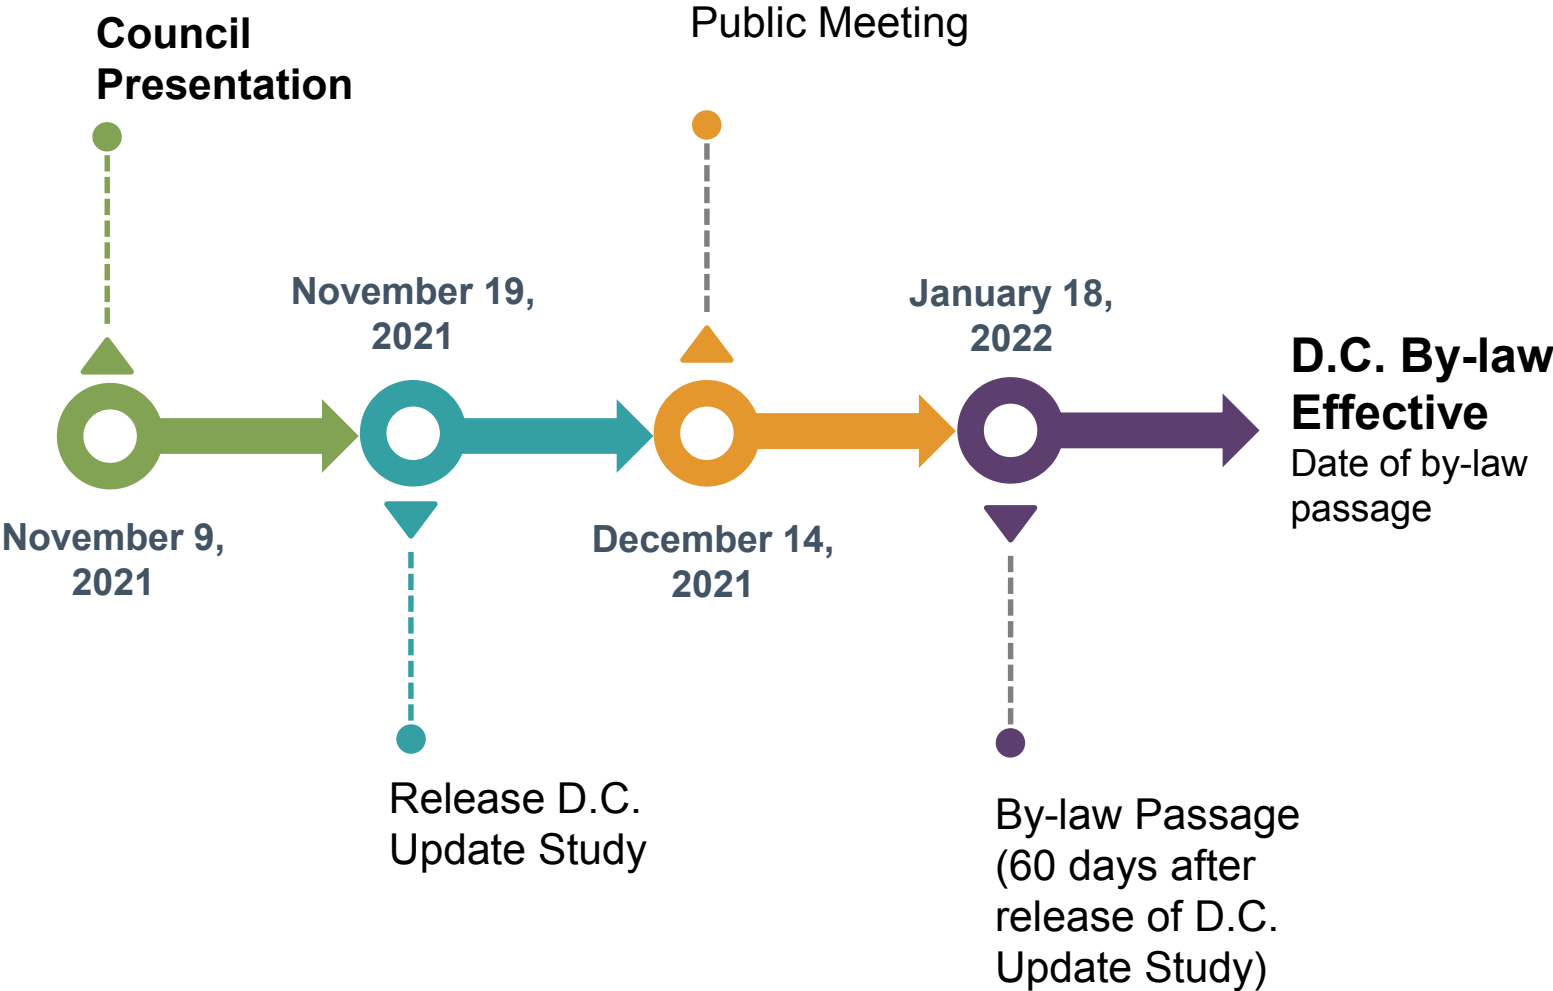 Council
Presentation
Public Meeting
November 19,
2021
January 18,
2022
D.C. By-law
Effective
Date of by-law
passage
November 9,
2021
December 14,
2021
Release D.C.
Update Study
By-law Passage
(60 days after
release of D.C.
Update Study)